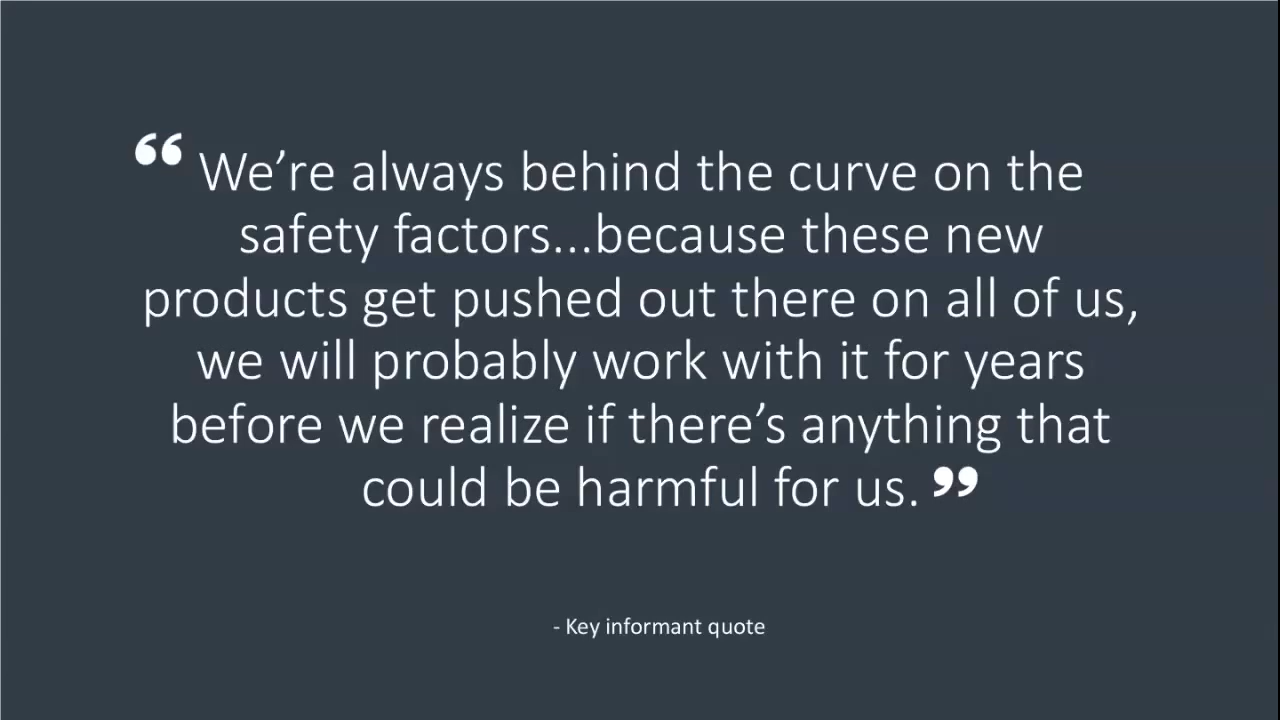 “We’re always behind the curve on the
safety factors...because these new
products get pushed out there on all of us,
we will probably work with it for years
before we realize if there’s anything that
could be harmful for us.”
- Key informant quote